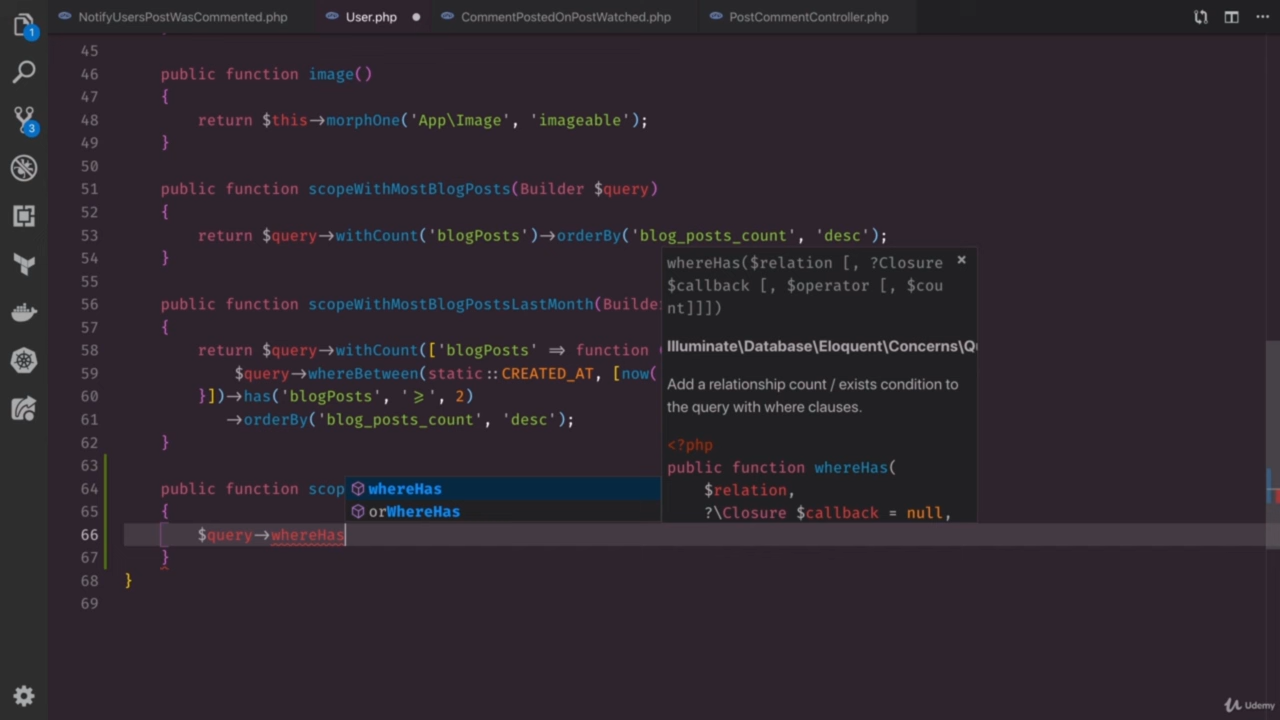 NotifyUsersPostWasCommented.php
User.php
CommentPostedOnPostWatched.php
PostCommentController.php
1
3
45
46 public function image()
47 {
48 return $this→morphOne('App\Image', 'imageable');
49 }
50
51 public function scopeWithMostBlogPosts(Builder $query)
52 {
53 return $query→withCount('blogPosts')→orderBy('blog_posts_count', 'desc');
54 }
55
56 public function scopeWithMostBlogPostsLastMonth(Builde
57 {
58 return $query→withCount(['blogPosts' ⇒ function
59 $query→whereBetween(static::CREATED_AT, [now(
60 }])→has('blogPosts', '≥', 2)
61 →orderBy('blog_posts_count', 'desc');
62 }
63
64 public function scop
65 {
66 $query→whereHas
67 }
68 }
69
whereHas
orWhereHas
whereHas($relation [, ?Closure
$callback [, $operator [, $cou
nt]]])
Illuminate\Database\Eloquent\Concerns\Q
Add a relationship count / exists condition to
the query with where clauses.
<?php
public function whereHas(
$relation,
?\Closure $callback = null,
Udemy